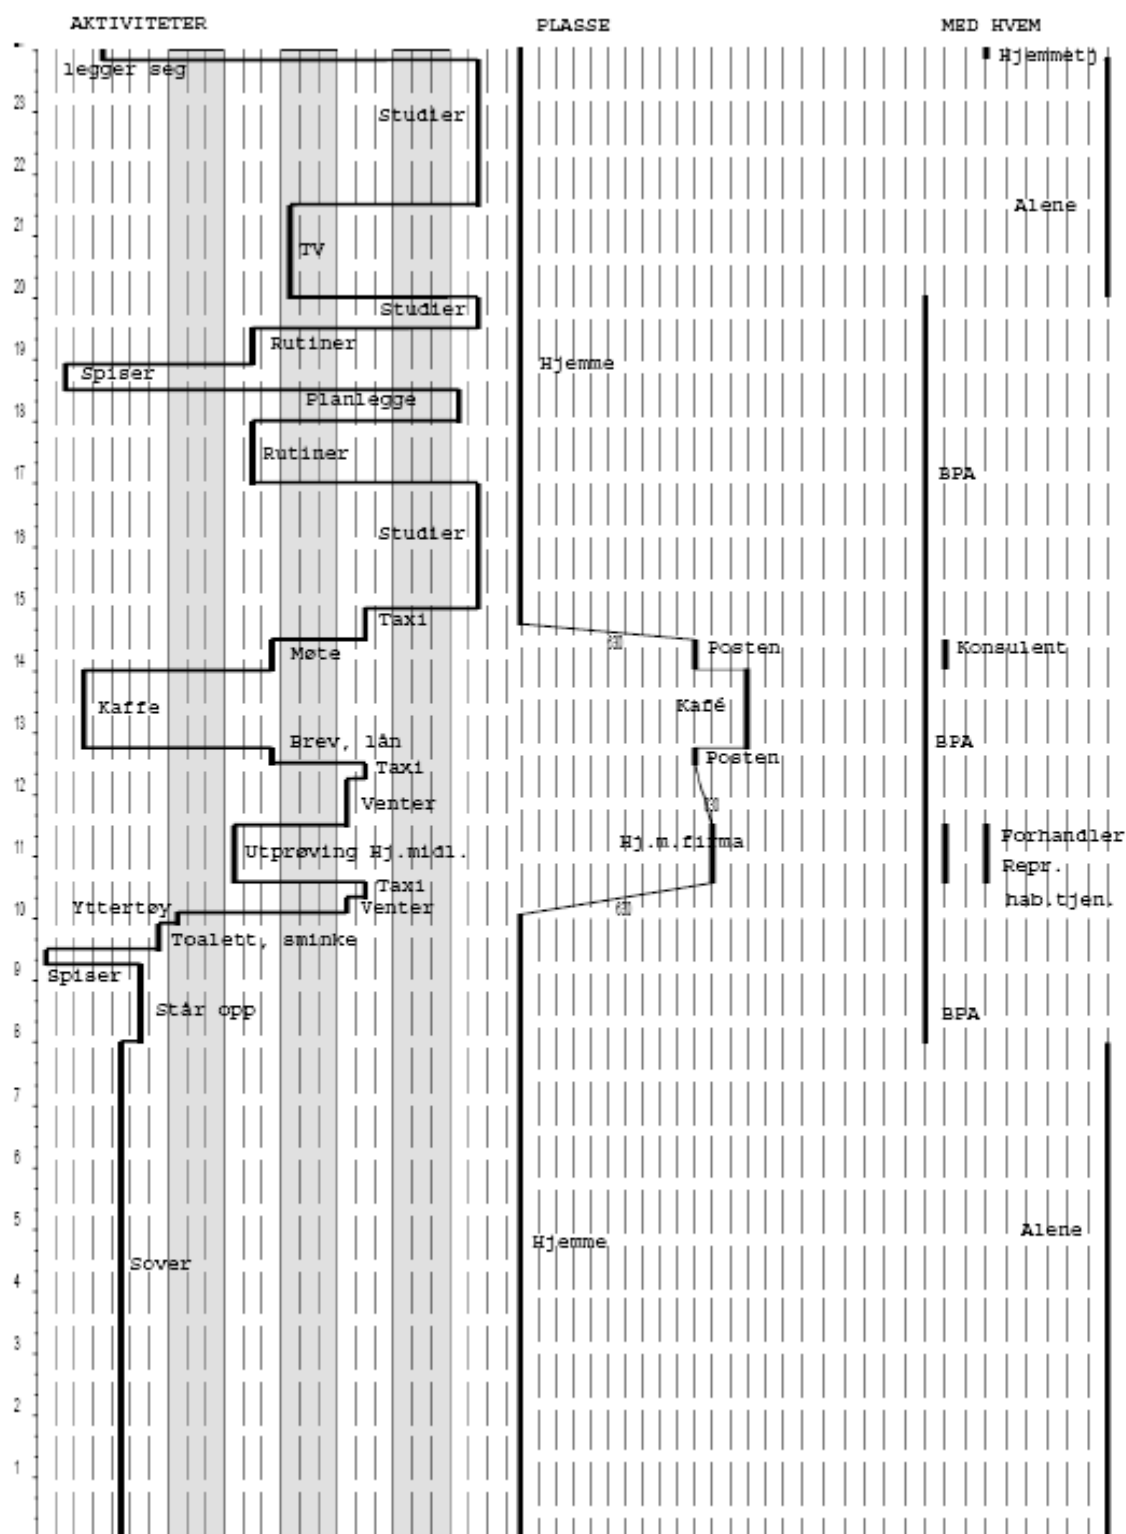 AKTIVITETER PLASSE MED HVEM
legger seg Hjemmetj
23
Studier
22
Alene
21
TV
20
Studier
19
Rutiner
Hjemme
Spiser
Planlegge
18
Rutiner
17
BPA
16
Studier
15
Taxi
630
Møte Posten Konsulent
14
Kaffe Kafé
13
Brev, lån BPA
Posten
Taxi
12
Venter
Forhandler
11
Hj.m.firma
Utprøving Hj.midl. Repr.
Taxi
hab.tjen.
Yttertøy Venter
10
630
Toalett, sminke
9
Spiser
Står opp BPA
8
7
6
5
Alene
Hjemme
Sover
4
3
2
1